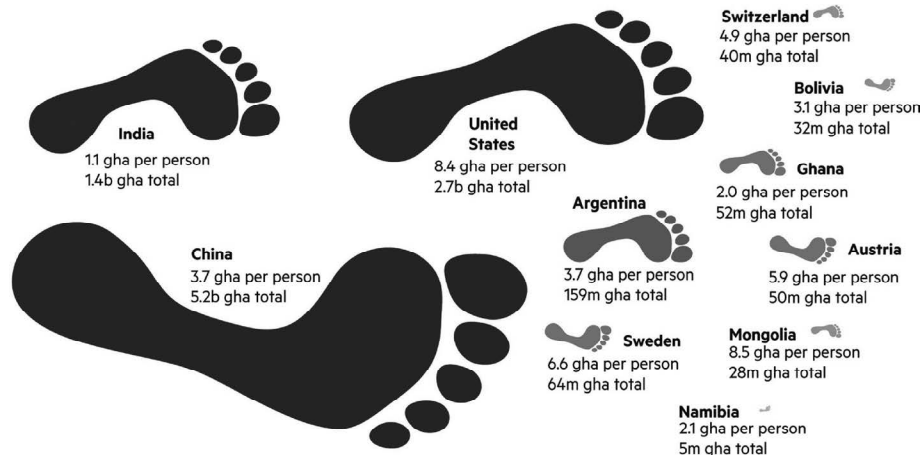 India
1.1 gha per person
1.4b gha total
United
States
8.4 gha per person
2.7b gha total
Switzerland
4.9 gha per person
40m gha total
Bolivia
3.1 gha per person
32m gha total
Ghana
2.0 gha per person
52m gha total
China
3.7 gha per person
5.2b gha total
Argentina
3.7 gha per person
159m gha total
Austria
5.9 gha per person
50m gha total
Sweden
6.6 gha per person
64m gha total
Mongolia
8.5 gha per person
28m gha total
Namibia
2.1 gha per person
5m gha total